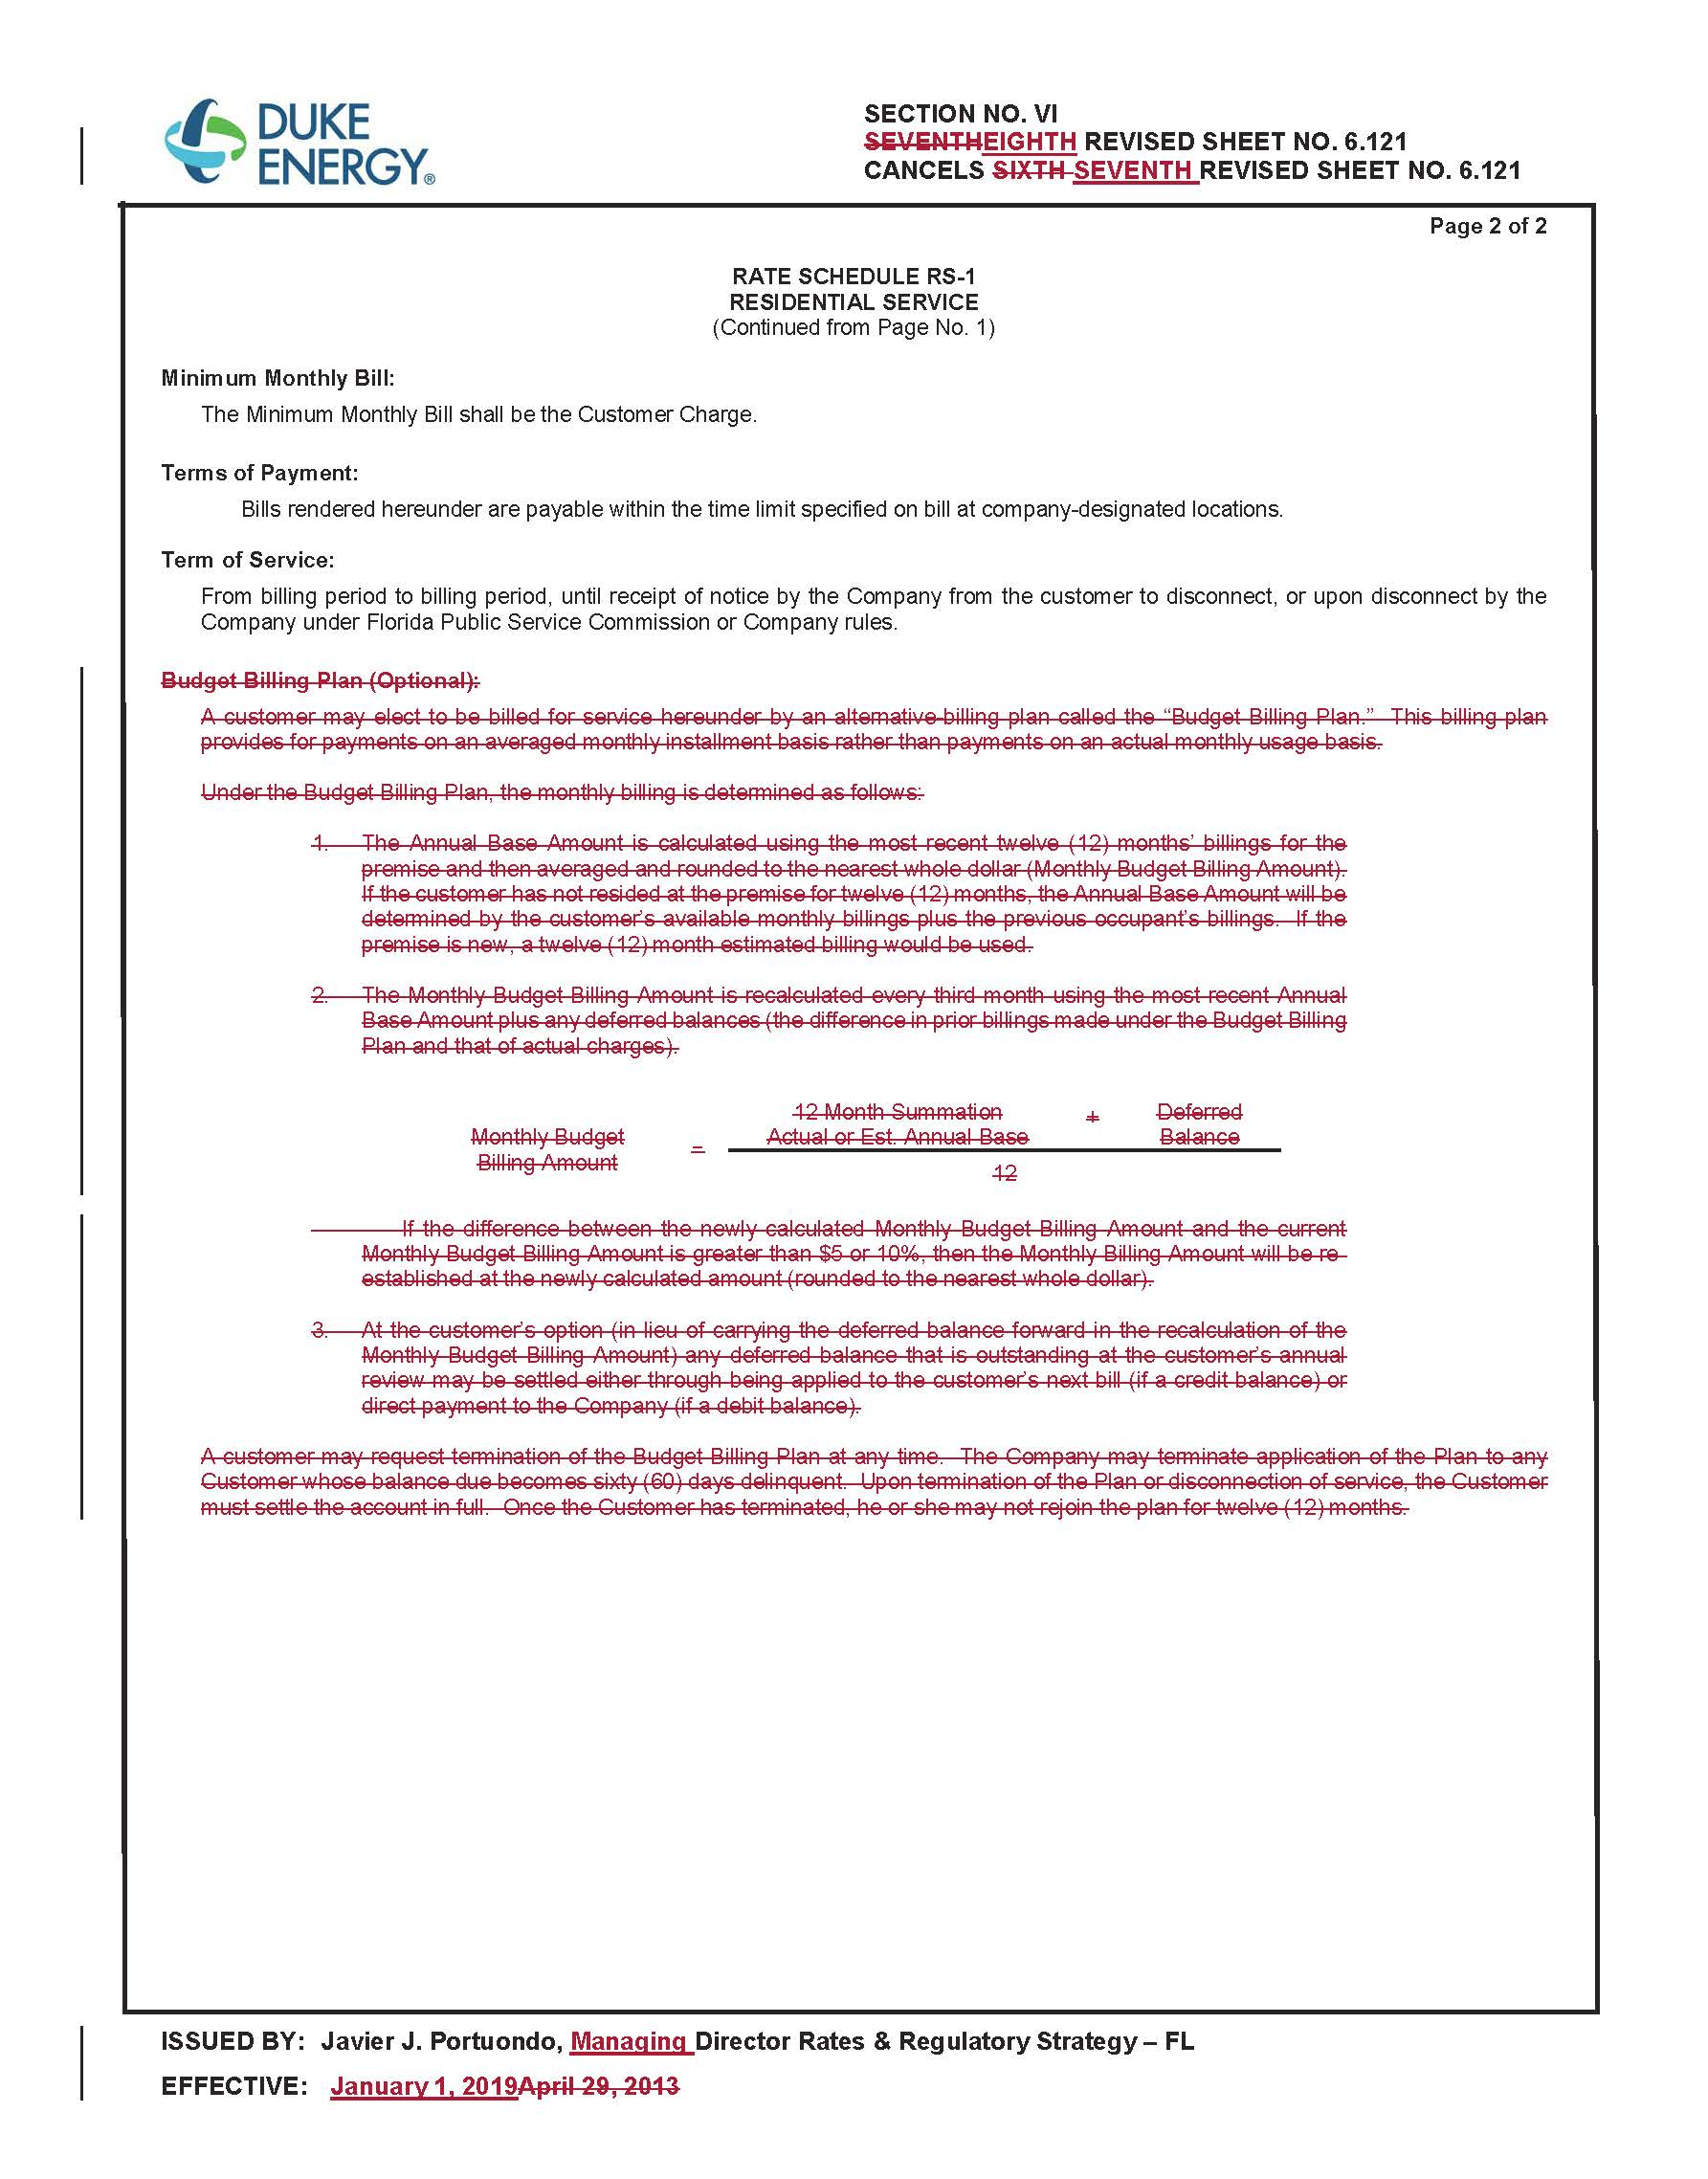 DUKE
ENERGY®
SECTION NO. VI
SEVENTHEIGHTH REVISED SHEET NO. 6.121
CANCELS SIXTH SEVENTH REVISED SHEET NO. 6.121
Page 2 of 2
RATE SCHEDULE RS-1
RESIDENTIAL SERVICE
(Continued from Page No. 1)
Minimum Monthly Bill:
The Minimum Monthly Bill shall be the Customer Charge.
Terms of Payment:
Bills rendered hereunder are payable within the time limit specified on bill at company-designated locations.
Term of Service:
From billing period to billing period, until receipt of notice by the Company from the customer to disconnect, or upon disconnect by the
Company under Florida Public Service Commission or Company rules.
Budget Billing Plan (Optional):
A customer may elect to be billed for service hereunder by an alternative billing plan called the “Budget Billing Plan.” This billing plan
provides for payments on an averaged monthly installment basis rather than payments on an actual monthly usage basis.
Under the Budget Billing Plan, the monthly billing is determined as follows:
1. The Annual Base Amount is calculated using the most recent twelve (12) months’ billings for the
premise and then averaged and rounded to the nearest whole dollar (Monthly Budget Billing Amount).
If the customer has not resided at the premise for twelve (12) months, the Annual Base Amount will be
determined by the customer’s available monthly billings plus the previous occupant’s billings. If the
premise is new, a twelve (12) month estimated billing would be used.
2. The Monthly Budget Billing Amount is recalculated every third month using the most recent Annual
Base Amount plus any deferred balances (the difference in prior billings made under the Budget Billing
Plan and that of actual charges).
12 Month Summation + Deferred
Monthly Budget = Actual or Est. Annual Base Balance
Billing Amount 12
If the difference between the newly calculated Monthly Budget Billing Amount and the current
Monthly Budget Billing Amount is greater than $5 or 10%, then the Monthly Billing Amount will be re-
established at the newly calculated amount (rounded to the nearest whole dollar).
3. At the customer’s option (in lieu of carrying the deferred balance forward in the recalculation of the
Monthly Budget Billing Amount) any deferred balance that is outstanding at the customer’s annual
review may be settled either through being applied to the customer’s next bill (if a credit balance) or
direct payment to the Company (if a debit balance).
A customer may request termination of the Budget Billing Plan at any time. The Company may terminate application of the Plan to any
Customer whose balance due becomes sixty (60) days delinquent. Upon termination of the Plan or disconnection of service, the Customer
must settle the account in full. Once the Customer has terminated, he or she may not rejoin the plan for twelve (12) months.
ISSUED BY: Javier J. Portuondo, Managing Director Rates & Regulatory Strategy – FL
EFFECTIVE: January 1, 2019April 29, 2013